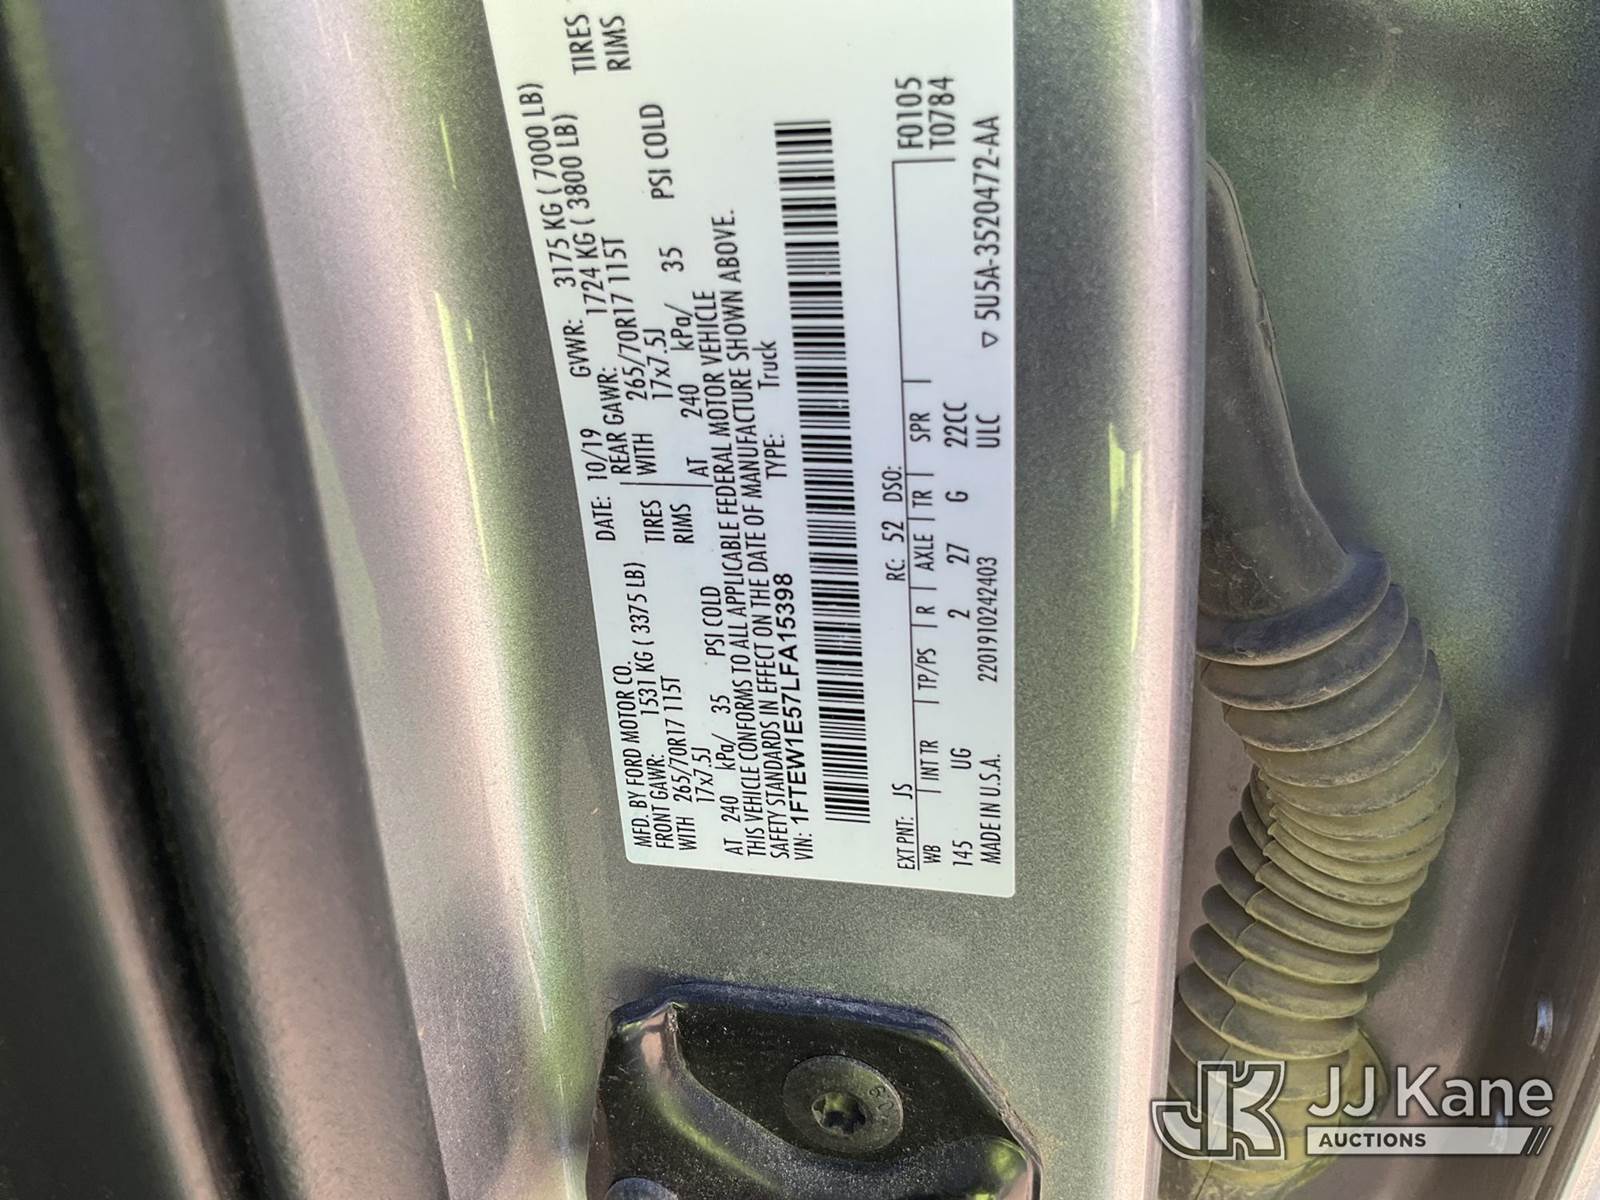 MFD. BY FORD MOTOR CO.
DATE: 10/19 GVWR: 3175 KG ( 7000 LB)
FRONT GAWR: 1531 KG ( 3375 LB) REAR GAWR: 1724 KG ( 3800 LB)
WITH 265/70R17 115T TIRES WITH 265/70R17 115T TIRES
17x7.5J RIMS 17x7.5J RIMS
AT 240 kPa/ 35 PSI COLD AT 240 kPa/ 35 PSI COLD
THIS VEHICLE CONFORMS TO ALL APPLICABLE FEDERAL MOTOR VEHICLE
SAFETY STANDARDS IN EFFECT ON THE DATE OF MANUFACTURE SHOWN ABOVE.
VIN: 1FTEW1E57LFA15398 TYPE: Truck
EXT PNT: JS RC: 52 DSO: F0105
WB INT TR TP/PS R AXLE TR SPR T0784
145 UG 2 27 G 22CC
MADE IN U.S.A. 2201910242403 ULC ▽ 5U5A-3520472-AA
8.0
JK JJ Kane
AUCTIONS